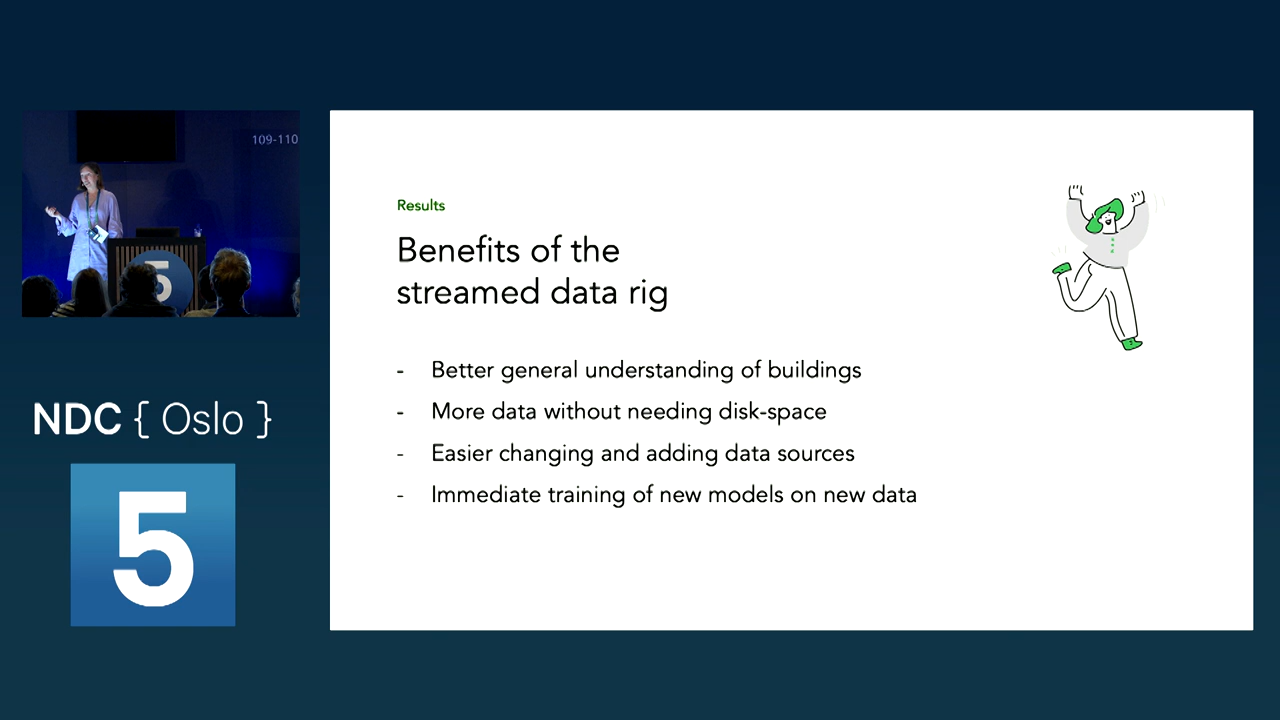 109-110
5
NDC { Oslo }
5
Results
Benefits of the
streamed data rig
- Better general understanding of buildings
- More data without needing disk-space
- Easier changing and adding data sources
- Immediate training of new models on new data